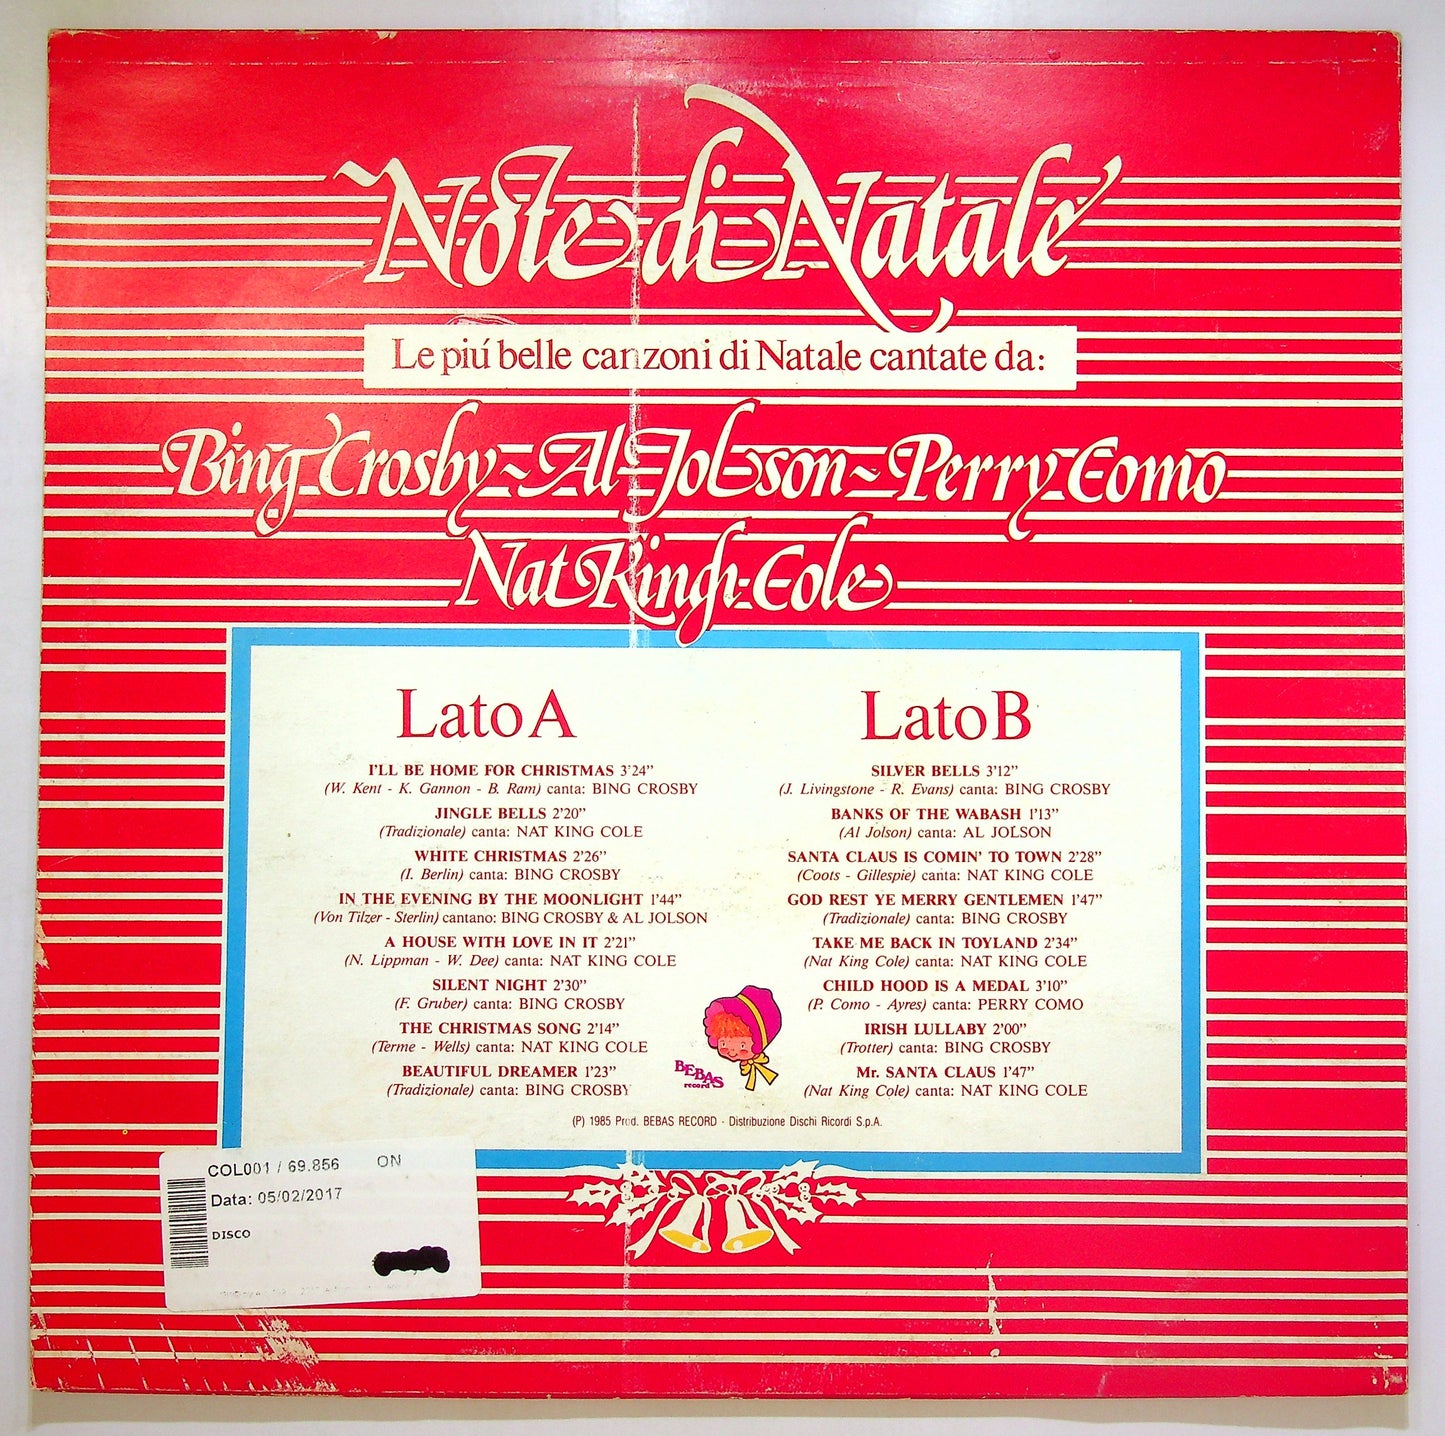 Note di Natale
Le piú belle canzoni di Natale cantate da:
Bing Crosby ~ Al Jolson ~ Perry Como
Nat Kingh Cole
Lato A
I'LL BE HOME FOR CHRISTMAS 3'24"
(W. Kent - K. Gannon - B. Ram) canta: BING CROSBY
JINGLE BELLS 2'20"
(Tradizionale) canta: NAT KING COLE
WHITE CHRISTMAS 2'26"
(I. Berlin) canta: BING CROSBY
IN THE EVENING BY THE MOONLIGHT 1'44"
(Von Tilzer - Sterlin) cantano: BING CROSBY & AL JOLSON
A HOUSE WITH LOVE IN IT 2'21"
(N. Lippman - W. Dee) canta: NAT KING COLE
SILENT NIGHT 2'30"
(F. Gruber) canta: BING CROSBY
THE CHRISTMAS SONG 2'14"
(Terme - Wells) canta: NAT KING COLE
BEAUTIFUL DREAMER 1'23"
(Tradizionale) canta: BING CROSBY
Lato B
SILVER BELLS 3'12"
(J. Livingstone - R. Evans) canta: BING CROSBY
BANKS OF THE WABASH 1'13"
(Al Jolson) canta: AL JOLSON
SANTA CLAUS IS COMIN' TO TOWN 2'28"
(Coots - Gillespie) canta: NAT KING COLE
GOD REST YE MERRY GENTLEMEN 1'47"
(Tradizionale) canta: BING CROSBY
TAKE ME BACK IN TOYLAND 2'34"
(Nat King Cole) canta: NAT KING COLE
CHILD HOOD IS A MEDAL 3'10"
(P. Como - Ayres) canta: PERRY COMO
IRISH LULLABY 2'00"
(Trotter) canta: BING CROSBY
Mr. SANTA CLAUS 1'47"
(Nat King Cole) canta: NAT KING COLE
BEBAS
record
(P) 1985 Prod. BEBAS RECORD - Distribuzione Dischi Ricordi S.p.A.
COL001 / 69.856 ON
Data: 05/02/2017
DISCO